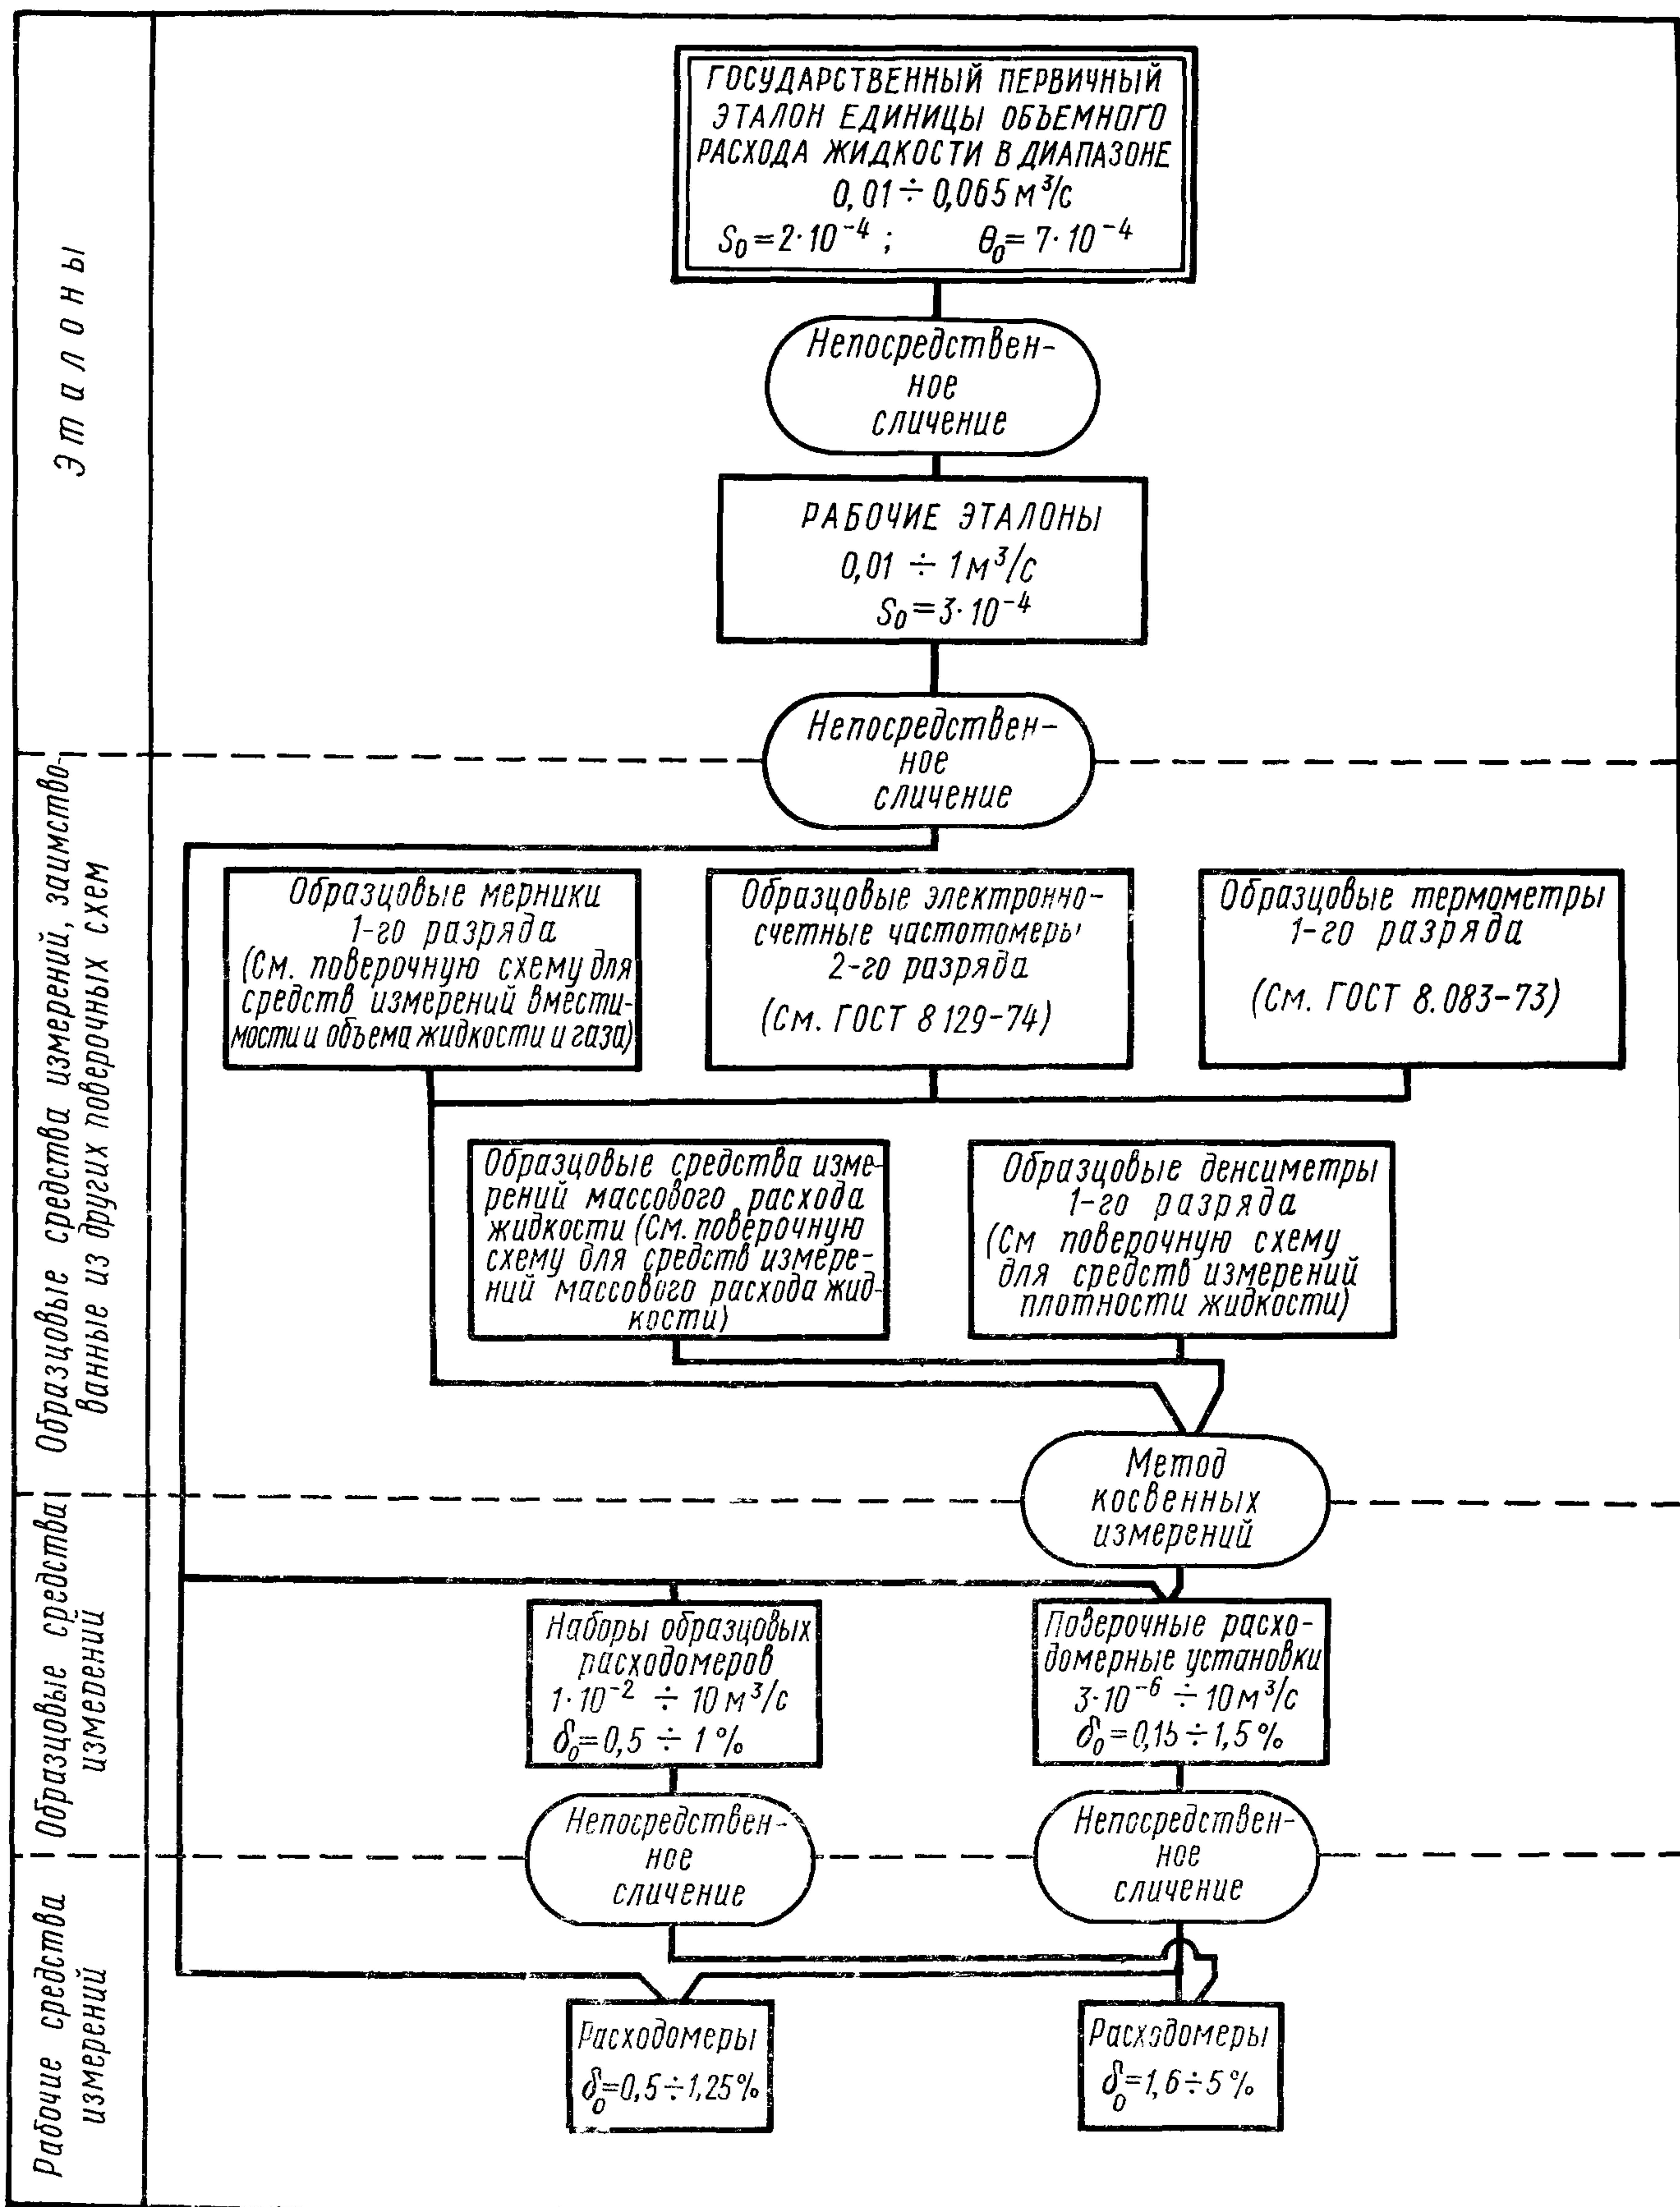 Эталоны
ГОСУДАРСТВЕННЫЙ ПЕРВИЧНЫЙ
ЭТАЛОН ЕДИНИЦЫ ОБЪЕМНОГО
РАСХОДА ЖИДКОСТИ В ДИАПАЗОНЕ
0,01 ÷ 0,065 м³/с
S₀ = 2·10⁻⁴ ; θ₀ = 7·10⁻⁴
Непосредствен-
ное
сличение
РАБОЧИЕ ЭТАЛОНЫ
0,01 ÷ 1 м³/с
S₀ = 3·10⁻⁴
Непосредствен-
ное
сличение
Образцовые средства измерений, заимство-
ванные из других поверочных схем
Образцовые мерники
1-го разряда
(См. поверочную схему для
средств измерений вмести-
мости и объема жидкости и газа)
Образцовые электронно-
счетные частотомеры
2-го разряда
(См. ГОСТ 8 129-74)
Образцовые термометры
1-го разряда
(См. ГОСТ 8.083-73)
Образцовые средства изме-
рений массового расхода
жидкости (См. поверочную
схему для средств измере-
ний массового расхода жид-
кости)
Образцовые денсиметры
1-го разряда
(См поверочную схему
для средств измерений
плотности жидкости)
Метод
косвенных
измерений
Образцовые средства
измерений
Наборы образцовых
расходомеров
1·10⁻² ÷ 10 м³/с
δ₀ = 0,5 ÷ 1 %
Поверочные расхо-
домерные установки
3·10⁻⁶ ÷ 10 м³/с
δ₀ = 0,15 ÷ 1,5 %
Непосредствен-
ное
сличение
Непосредствен-
ное
сличение
Рабочие средства
измерений
Расходомеры
δ₀ = 0,5 ÷ 1,25 %
Расходомеры
δ₀ = 1,6 ÷ 5 %